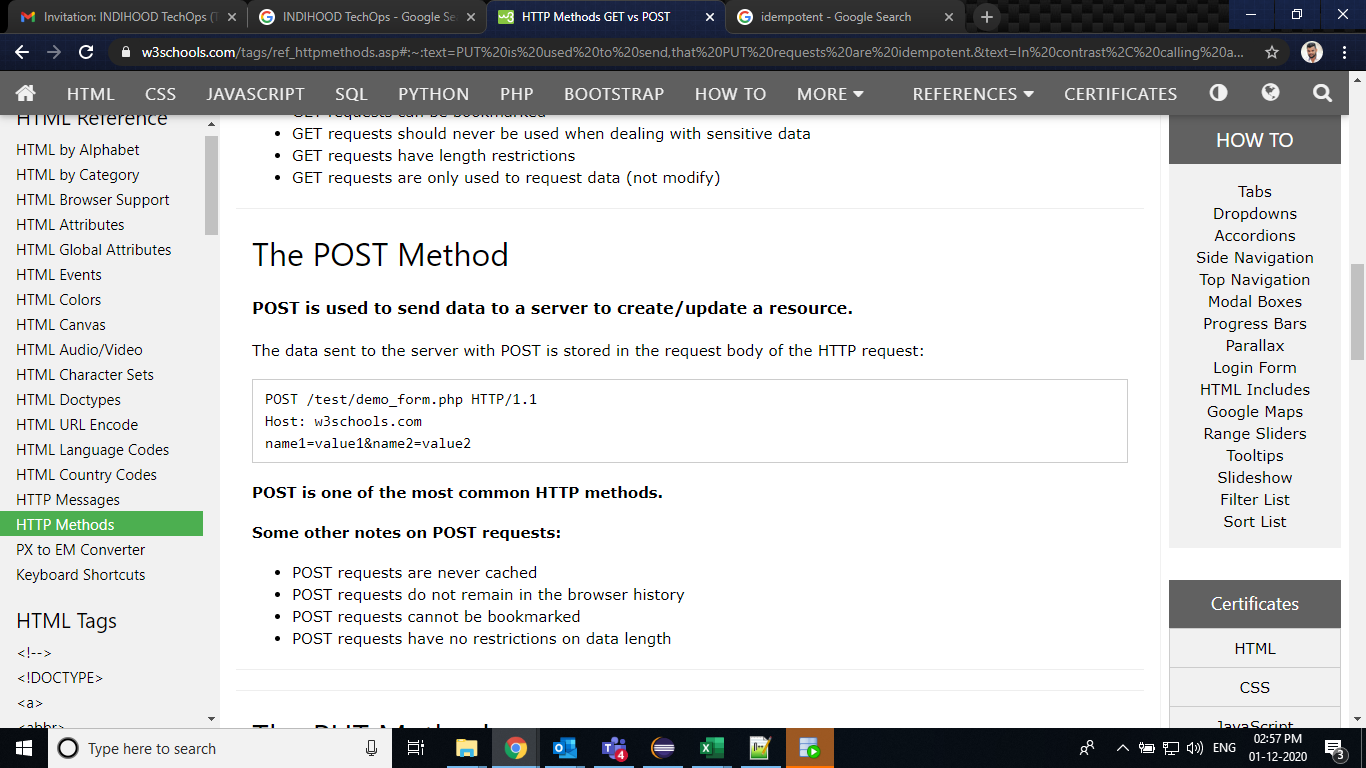 Invitation: INDIHOOD TechOps (T
INDIHOOD TechOps - Google Se
HTTP Methods GET vs POST
idempotent - Google Search
w3schools.com/tags/ref_httpmethods.asp#:~:text=PUT%20is%20used%20to%20send,that%20PUT%20requests%20are%20idempotent.&text=In%20contrast%2C%20calling%20a...
HTML
CSS
JAVASCRIPT
SQL
PYTHON
PHP
BOOTSTRAP
HOW TO
MORE
REFERENCES
CERTIFICATES
HTML Reference
HTML by Alphabet
HTML by Category
HTML Browser Support
HTML Attributes
HTML Global Attributes
HTML Events
HTML Colors
HTML Canvas
HTML Audio/Video
HTML Character Sets
HTML Doctypes
HTML URL Encode
HTML Language Codes
HTML Country Codes
HTTP Messages
HTTP Methods
PX to EM Converter
Keyboard Shortcuts
HTML Tags
<!-->
<!DOCTYPE>
<a>
<abbr>
GET requests can be bookmarked
GET requests should never be used when dealing with sensitive data
GET requests have length restrictions
GET requests are only used to request data (not modify)
The POST Method
POST is used to send data to a server to create/update a resource.
The data sent to the server with POST is stored in the request body of the HTTP request:
POST /test/demo_form.php HTTP/1.1
Host: w3schools.com
name1=value1&name2=value2
POST is one of the most common HTTP methods.
Some other notes on POST requests:
POST requests are never cached
POST requests do not remain in the browser history
POST requests cannot be bookmarked
POST requests have no restrictions on data length
The PUT Method
HOW TO
Tabs
Dropdowns
Accordions
Side Navigation
Top Navigation
Modal Boxes
Progress Bars
Parallax
Login Form
HTML Includes
Google Maps
Range Sliders
Tooltips
Slideshow
Filter List
Sort List
Certificates
HTML
CSS
JavaScript
Type here to search
4
ENG
02:57 PM
01-12-2020
3